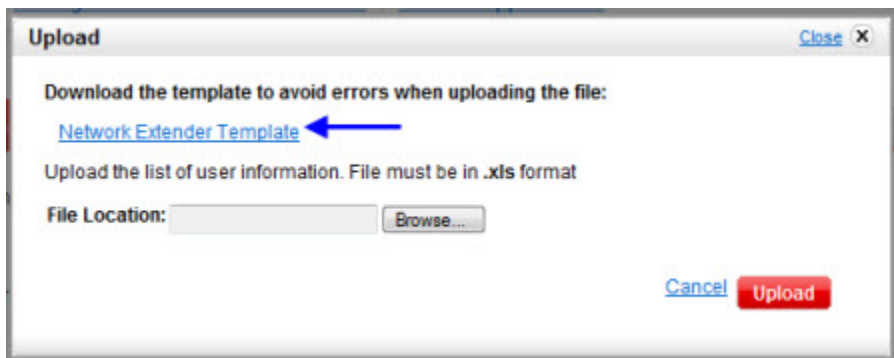 Upload
Close X
Download the template to avoid errors when uploading the file:
Network Extender Template
Upload the list of user information. File must be in .xls format
File Location: Browse...
Cancel Upload